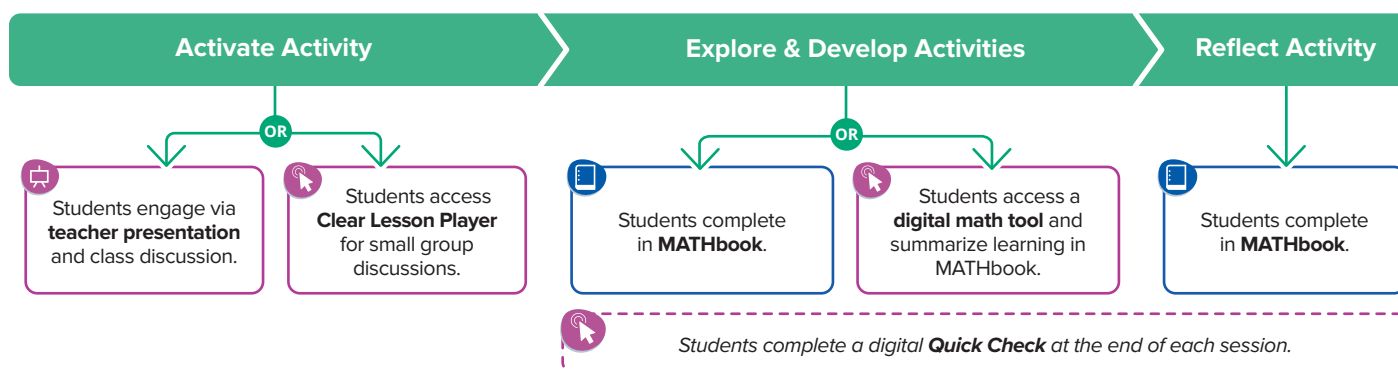 Activate Activity
Explore & Develop Activities
Reflect Activity
OR
OR
Students engage via
teacher presentation
and class discussion.
Students access
Clear Lesson Player
for small group
discussions.
Students complete
in MATHbook.
Students access a
digital math tool and
summarize learning in
MATHbook.
Students complete
in MATHbook.
Students complete a digital Quick Check at the end of each session.